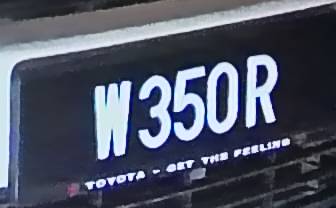 W350R
TOYOTA - GET THE FEELING